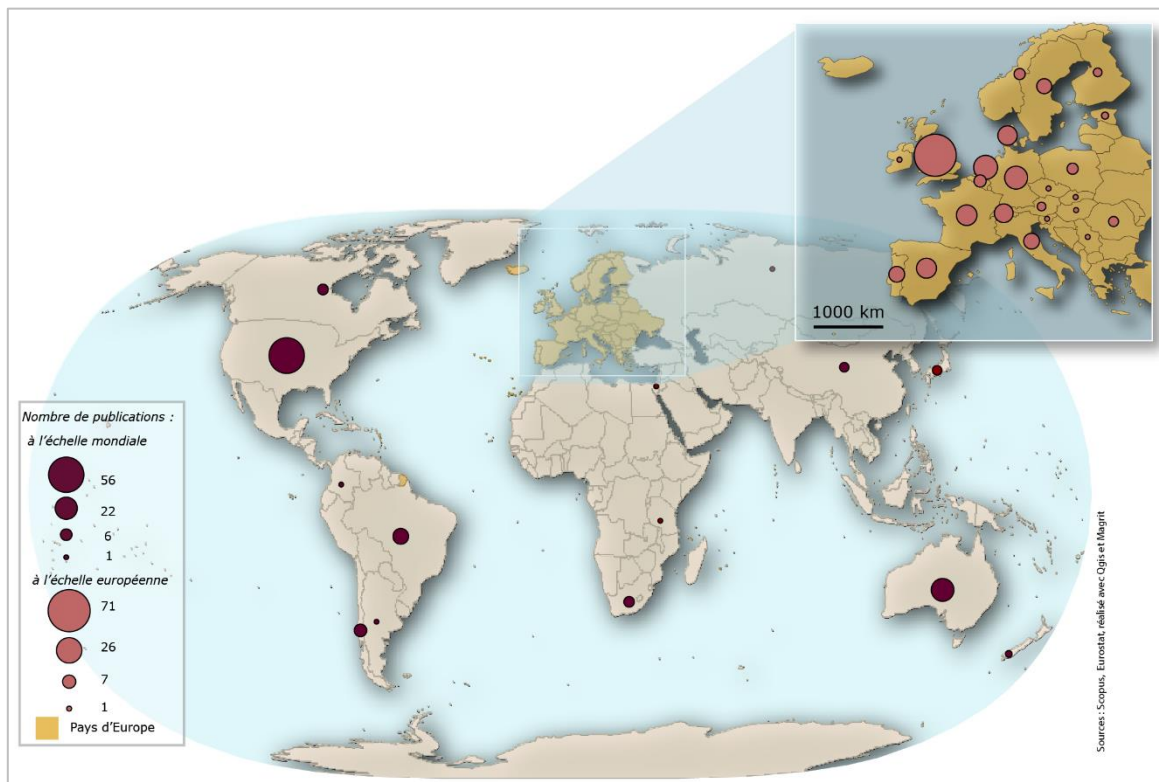 1000 km
Nombre de publications :
à l'échelle mondiale
56
22
6
1
à l'échelle européenne
71
26
7
1
Pays d'Europe
Sources : Scopus, Eurostat, réalisé avec Qgis et Magrit